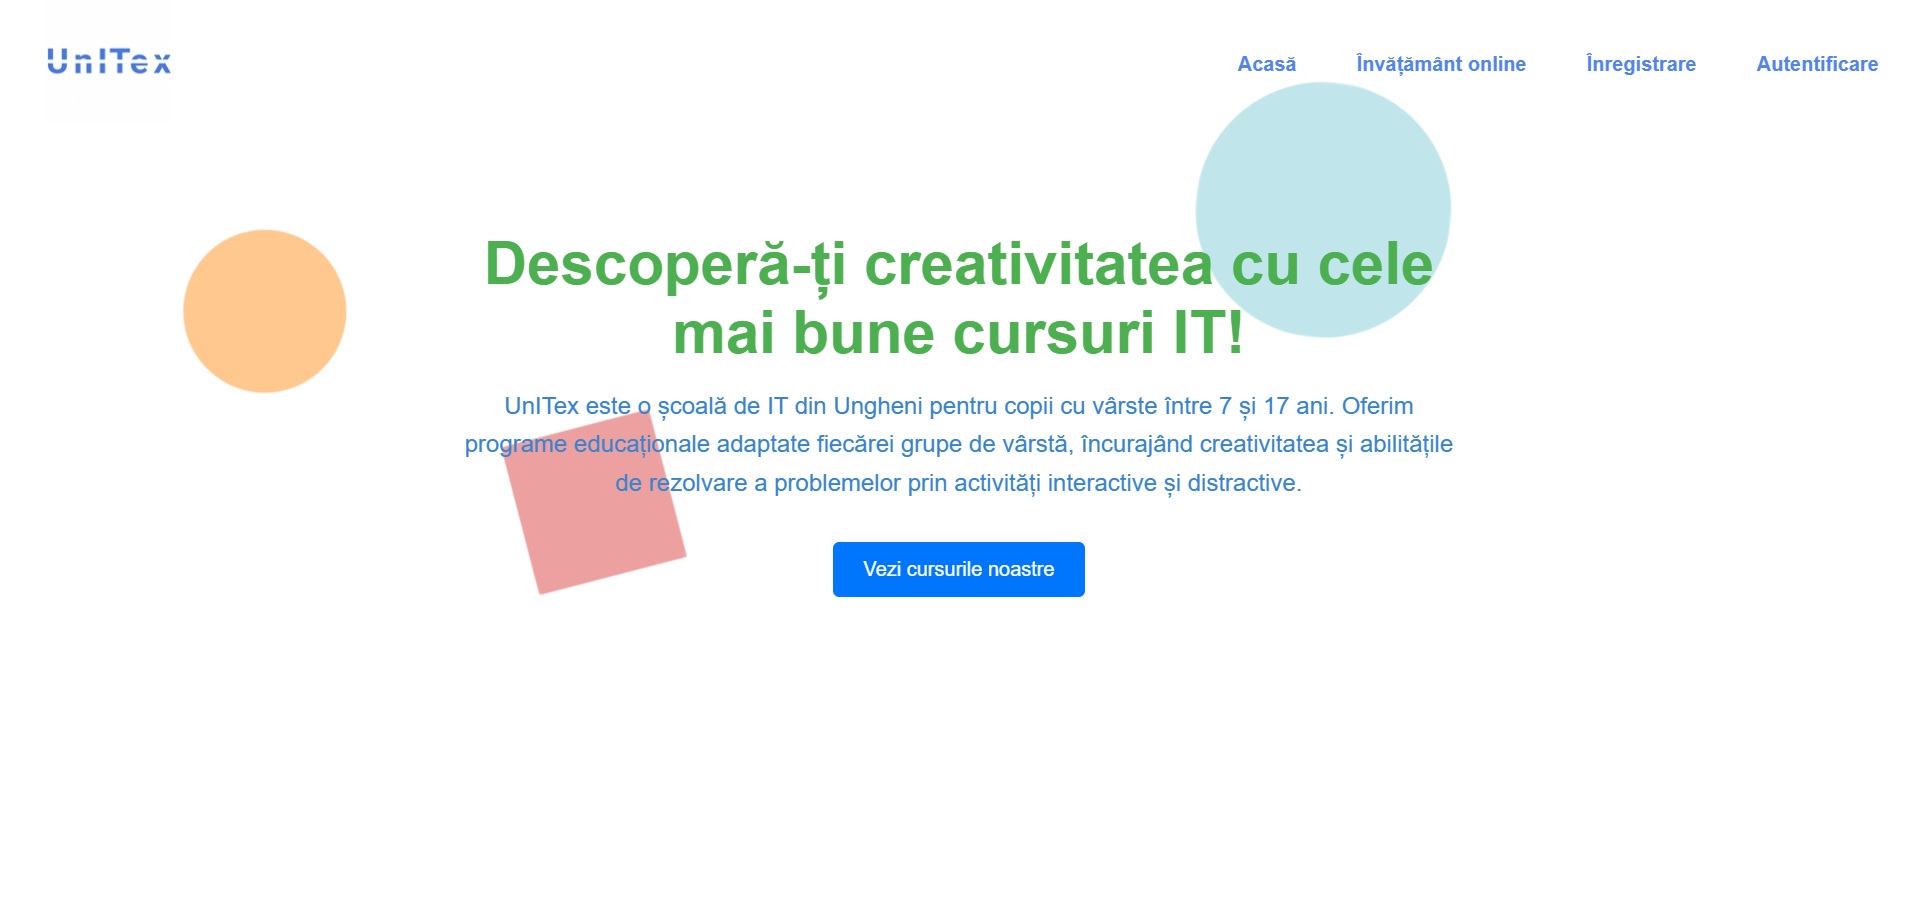 UnITex
Acasă
Învățământ online
Înregistrare
Autentificare
Descoperă-ți creativitatea cu cele
mai bune cursuri IT!
UnITex este o școală de IT din Ungheni pentru copii cu vârste între 7 și 17 ani. Oferim
programe educaționale adaptate fiecărei grupe de vârstă, încurajând creativitatea și abilitățile
de rezolvare a problemelor prin activități interactive și distractive.
Vezi cursurile noastre